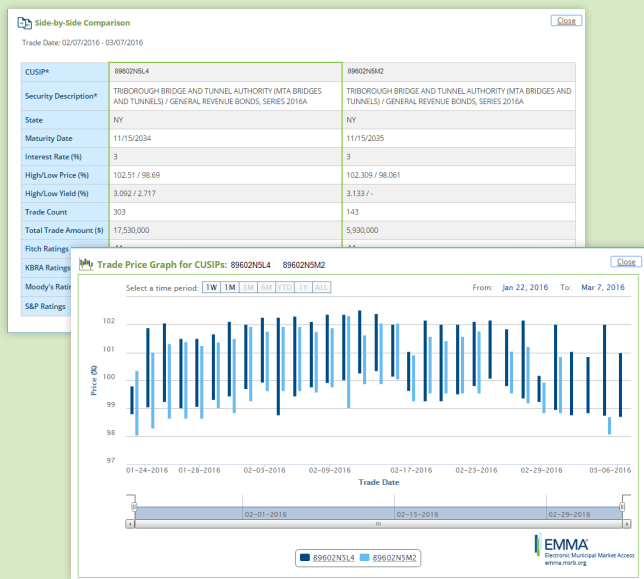 Side-by-Side Comparison
Close
Trade Date: 02/07/2016 - 03/07/2016
CUSIP* 89602N5L4 89602N5M2
Security Description* TRIBOROUGH BRIDGE AND TUNNEL AUTHORITY (MTA BRIDGES AND TUNNELS) / GENERAL REVENUE BONDS, SERIES 2016A TRIBOROUGH BRIDGE AND TUNNEL AUTHORITY (MTA BRIDGES AND TUNNELS) / GENERAL REVENUE BONDS, SERIES 2016A
State NY NY
Maturity Date 11/15/2034 11/15/2035
Interest Rate (%) 3 3
High/Low Price (%) 102.51 / 98.69 102.309 / 98.061
High/Low Yield (%) 3.092 / 2.717 3.133 / -
Trade Count 303 143
Total Trade Amount ($) 17,530,000 5,930,000
Fitch Ratings
KBRA Ratings
Moody's
S&P Ratings
Trade Price Graph for CUSIPs: 89602N5L4 89602N5M2
Close
Select a time period: 1W 1M 3M 6M YTD 1Y ALL
From: Jan 22, 2016 To: Mar 7, 2016
Price (%)
102
101
100
99
98
97
01-24-2016 01-28-2016 02-03-2016 02-09-2016 02-17-2016 02-23-2016 02-29-2016 03-06-2016
Trade Date
02-01-2016 02-15-2016 02-29-2016
89602N5L4 89602N5M2
EMMA
Electronic Municipal Market Access
emma.msrb.org